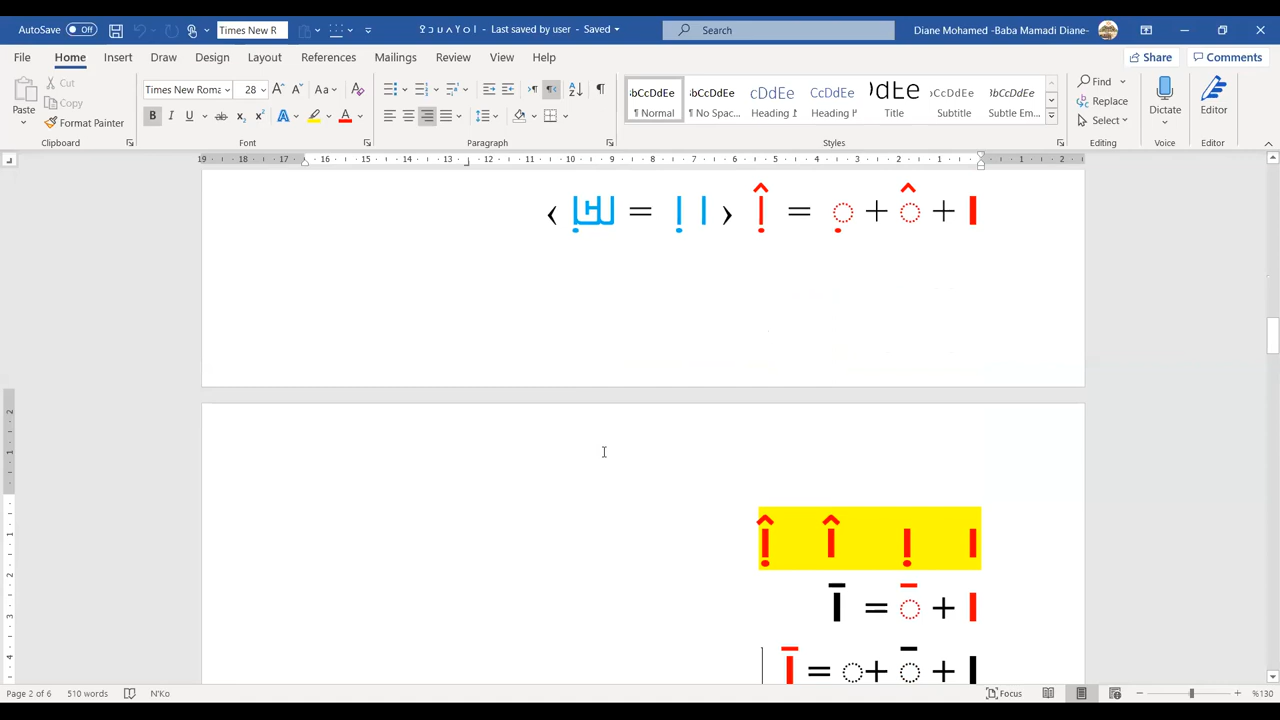 AutoSave Off
Times New R
ߊ ߋ ߌ ߍ ߎ ߏ ߐ - Last saved by user - Saved
Search
Diane Mohamed -Baba Mamadi Diane-
File Home Insert Draw Design Layout References Mailings Review View Help
Share Comments
Paste
Cut
Copy
Format Painter
Clipboard
Times New Roma 28
Font
Paragraph
Normal
No Spac...
Heading
Heading
Title
Subtitle
Subtle Em...
Styles
Find
Replace
Select
Editing
Dictate
Voice
Editor
Editor
ߊ + ◌߮ + ◌߲ = ߊ߲߮
ߊ ߊ߲ ߊ߮ ߊ߲߮
ߊ + ◌߫ = ߊ߫
ߊ + ◌߫ +◌ = ߊ߫
Page 2 of 6 510 words N'Ko
Focus %130